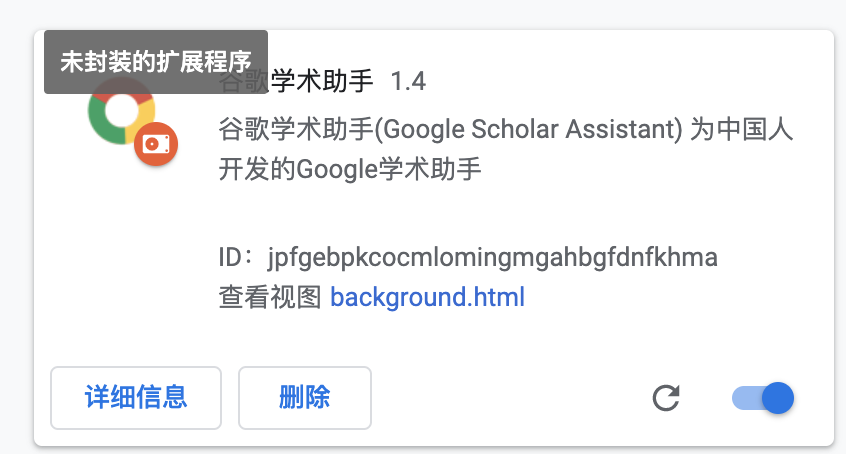 未封装的扩展程序
谷歌学术助手 1.4
谷歌学术助手(Google Scholar Assistant) 为中国人
开发的Google学术助手
ID：jpfgebpkcocmlomingmgahbgfdnfkhma
查看视图 background.html
详细信息
删除